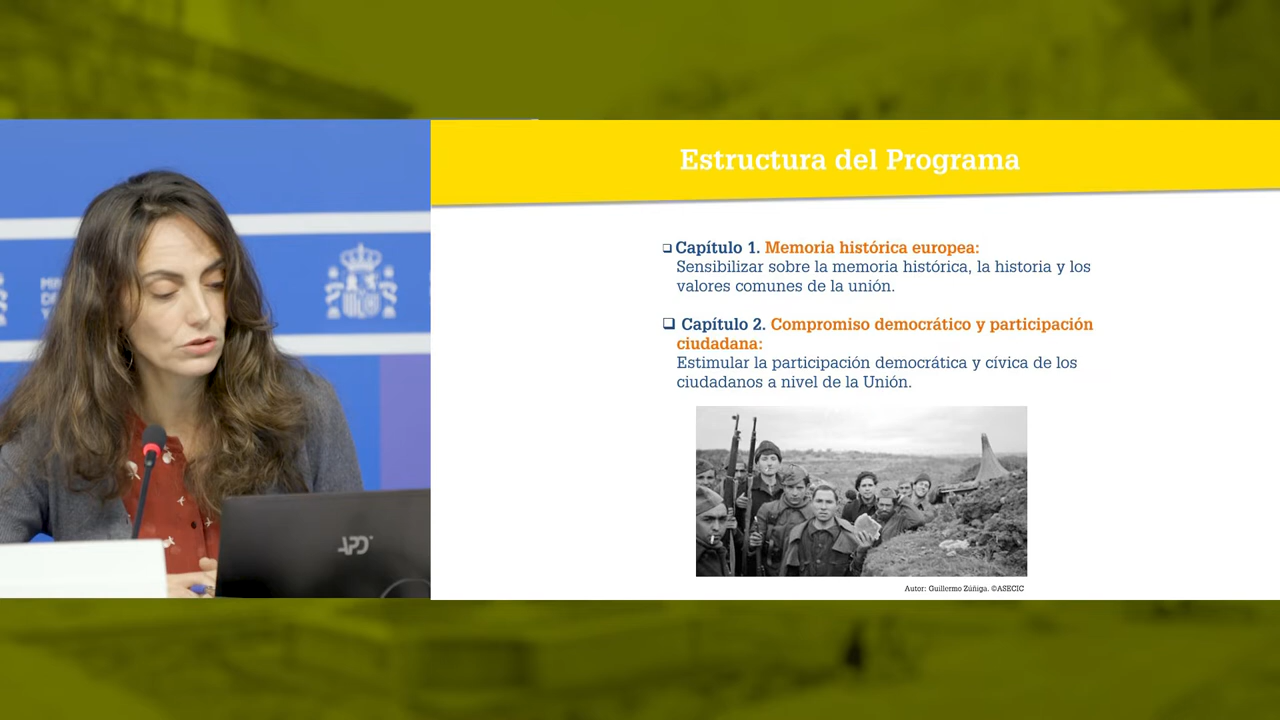 Estructura del Programa
Capítulo 1. Memoria histórica europea:
Sensibilizar sobre la memoria histórica, la historia y los
valores comunes de la unión.
Capítulo 2. Compromiso democrático y participación
ciudadana:
Estimular la participación democrática y cívica de los
ciudadanos a nivel de la Unión.
Autor: Guillermo Zúñiga. ©ASECIC
APD